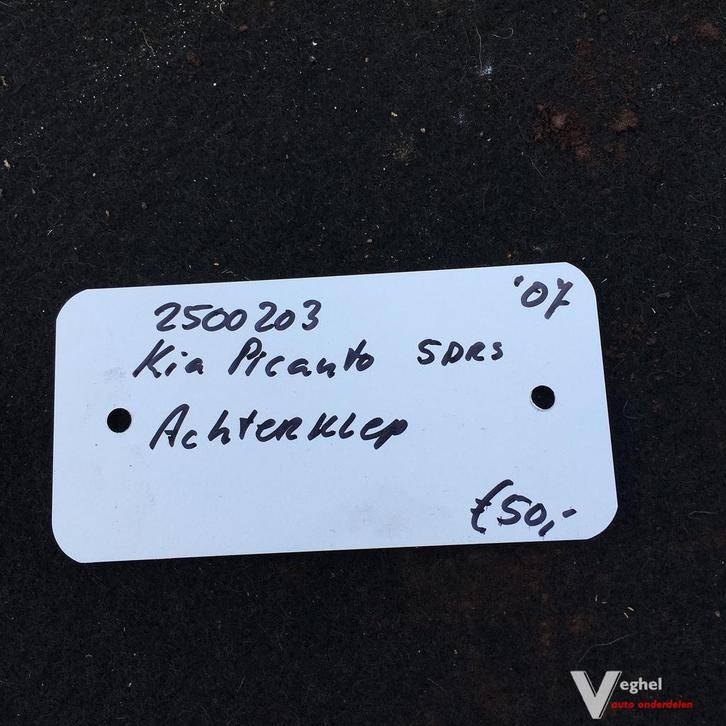 2500203 '07
Kia Picanto 5DRS
AchterKlep
€50,-
Veghel
auto onderdelen